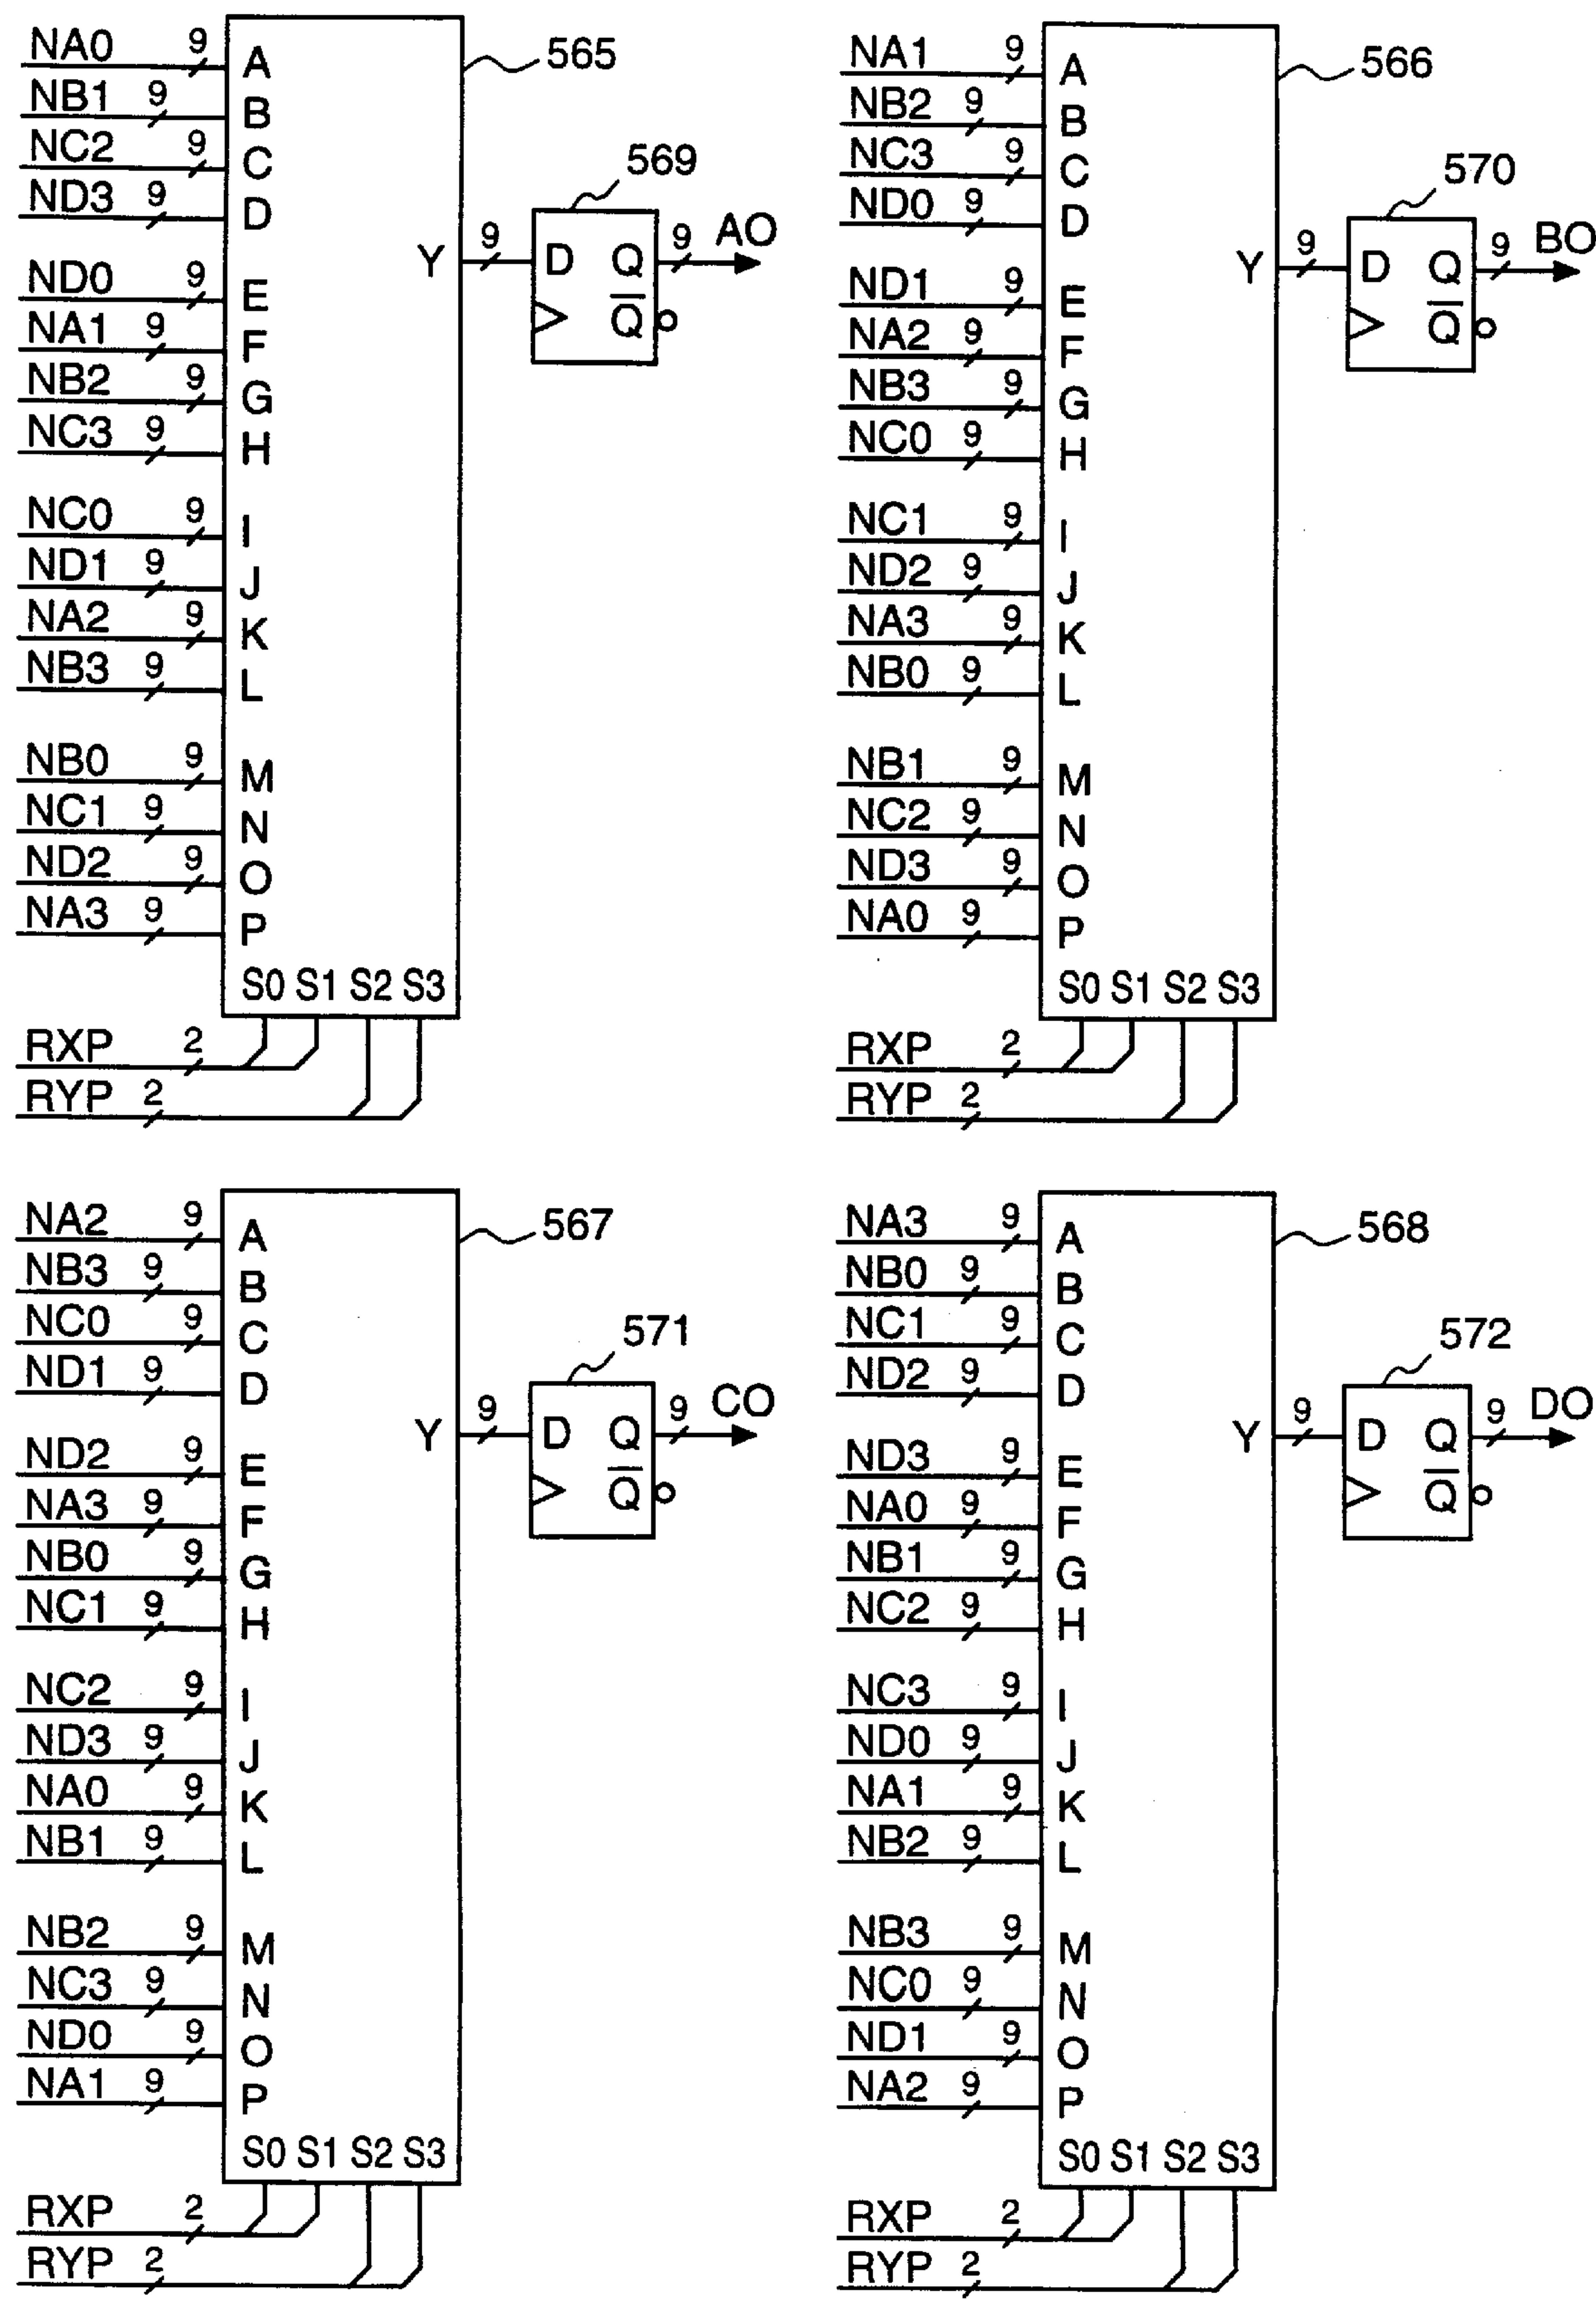 NA0 9 A
NB1 9 B
NC2 9 C
ND3 9 D
ND0 9 E
NA1 9 F
NB2 9 G
NC3 9 H
NC0 9 I
ND1 9 J
NA2 9 K
NB3 9 L
NB0 9 M
NC1 9 N
ND2 9 O
NA3 9 P
S0 S1 S2 S3
RXP 2
RYP 2
565
Y 9
569
D Q
Q
9 AO
NA1 9 A
NB2 9 B
NC3 9 C
ND0 9 D
ND1 9 E
NA2 9 F
NB3 9 G
NC0 9 H
NC1 9 I
ND2 9 J
NA3 9 K
NB0 9 L
NB1 9 M
NC2 9 N
ND3 9 O
NA0 9 P
S0 S1 S2 S3
RXP 2
RYP 2
566
Y 9
570
D Q
Q
9 BO
NA2 9 A
NB3 9 B
NC0 9 C
ND1 9 D
ND2 9 E
NA3 9 F
NB0 9 G
NC1 9 H
NC2 9 I
ND3 9 J
NA0 9 K
NB1 9 L
NB2 9 M
NC3 9 N
ND0 9 O
NA1 9 P
S0 S1 S2 S3
RXP 2
RYP 2
567
Y 9
571
D Q
Q
9 CO
NA3 9 A
NB0 9 B
NC1 9 C
ND2 9 D
ND3 9 E
NA0 9 F
NB1 9 G
NC2 9 H
NC3 9 I
ND0 9 J
NA1 9 K
NB2 9 L
NB3 9 M
NC0 9 N
ND1 9 O
NA2 9 P
S0 S1 S2 S3
RXP 2
RYP 2
568
Y 9
572
D Q
Q
9 DO